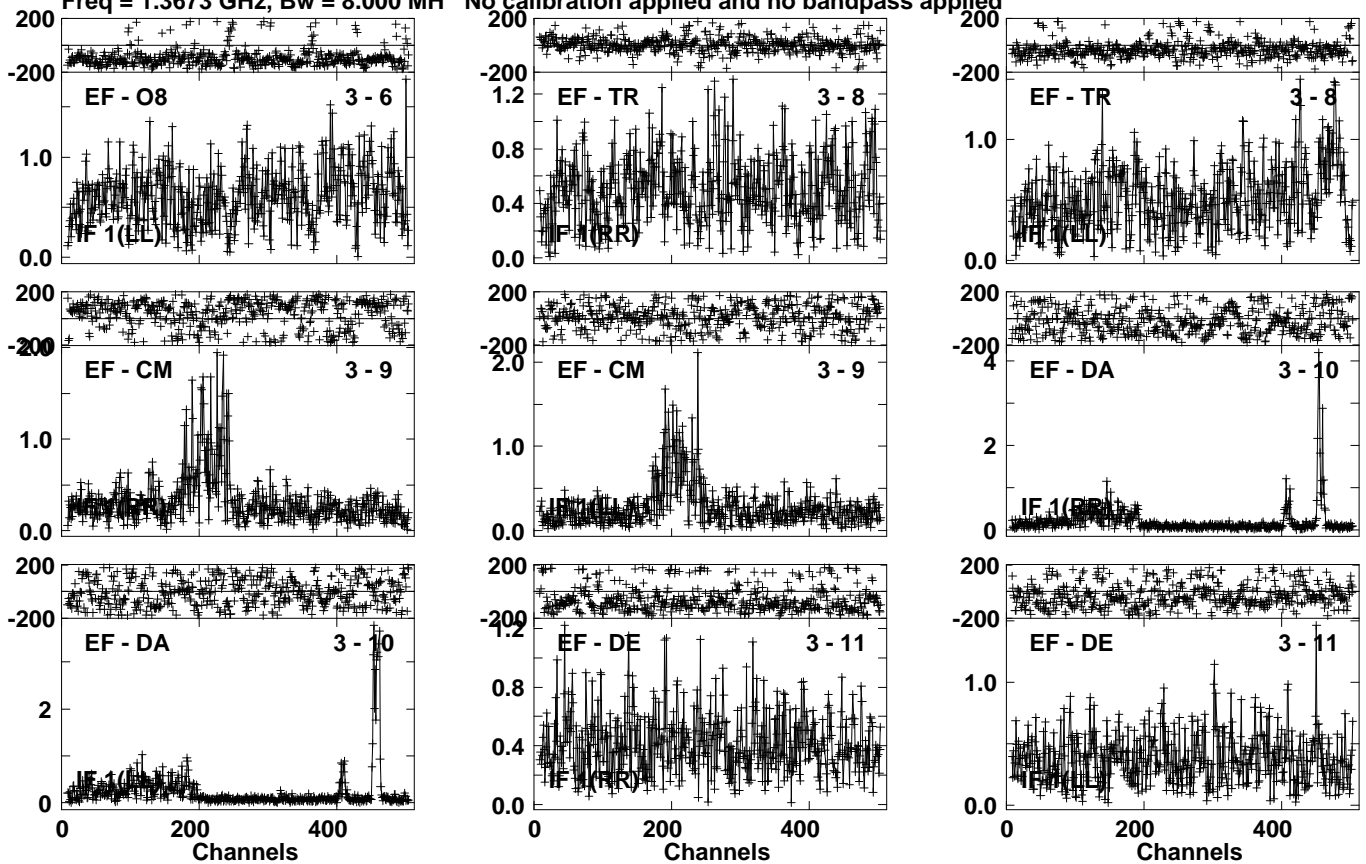 Freq = 1.3673 GHz, Bw = 8.000 MH No calibration applied and no bandpass applied
200
-200
EF - O8 3 - 6
1.0
0.0
IF 1(LL)
200
-200
EF - TR 3 - 8
1.2
0.8
0.4
0.0
IF 1(RR)
200
-200
EF - TR 3 - 8
1.0
0.0
IF 1(LL)
200
EF - CM 3 - 9
1.0
0.0
200
-200
EF - CM 3 - 9
2.0
1.0
0.0
200
-200
EF - DA 3 - 10
4
2
0
IF 1(RR)
200
-200
EF - DA 3 - 10
2
0
0 200 400
Channels
200
-200
EF - DE 3 - 11
1.2
0.8
0.4
0.0
IF 1(RR)
0 200 400
Channels
200
-200
EF - DE 3 - 11
1.0
0.0
IF 1(LL)
0 200 400
Channels